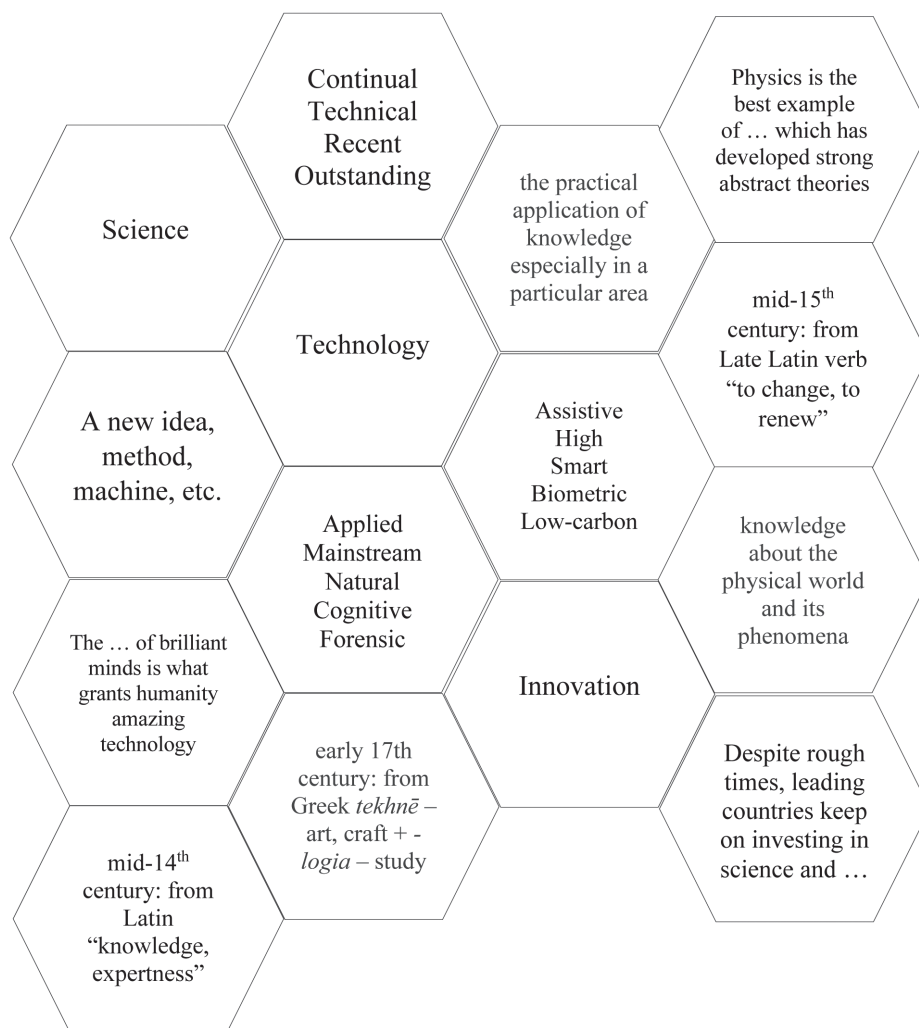 Continual
Technical
Recent
Outstanding
Physics is the
best example
of … which has
developed strong
abstract theories
Science
the practical
application of
knowledge
especially in a
particular area
Technology
mid-15th
century: from
Late Latin verb
“to change, to
renew”
A new idea,
method,
machine, etc.
Assistive
High
Smart
Biometric
Low-carbon
Applied
Mainstream
Natural
Cognitive
Forensic
knowledge
about the
physical world
and its
phenomena
The … of brilliant
minds is what
grants humanity
amazing
technology
Innovation
early 17th
century: from
Greek tekhnē –
art, craft + -
logia – study
Despite rough
times, leading
countries keep
on investing in
science and …
mid-14th
century: from
Latin
“knowledge,
expertness”